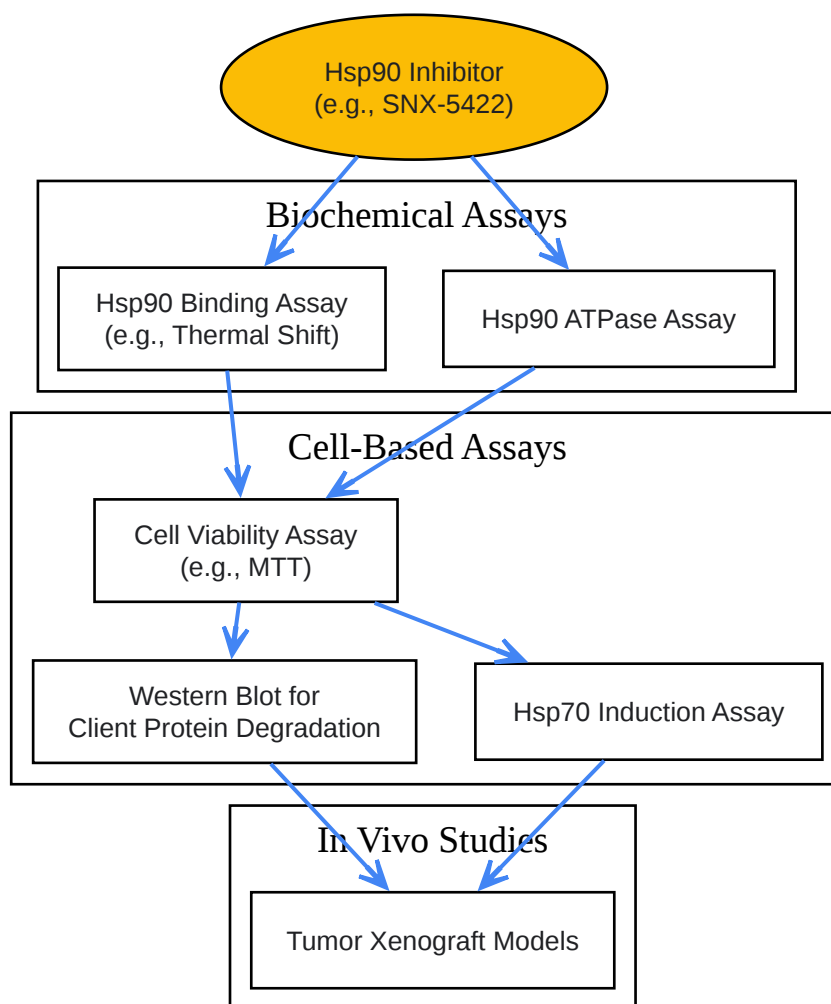 Hsp90 Inhibitor
(e.g., SNX-5422)
Biochemical Assays
Hsp90 Binding Assay
(e.g., Thermal Shift)
Hsp90 ATPase Assay
Cell-Based Assays
Cell Viability Assay
(e.g., MTT)
Western Blot for
Client Protein Degradation
Hsp70 Induction Assay
In Vivo Studies
Tumor Xenograft Models